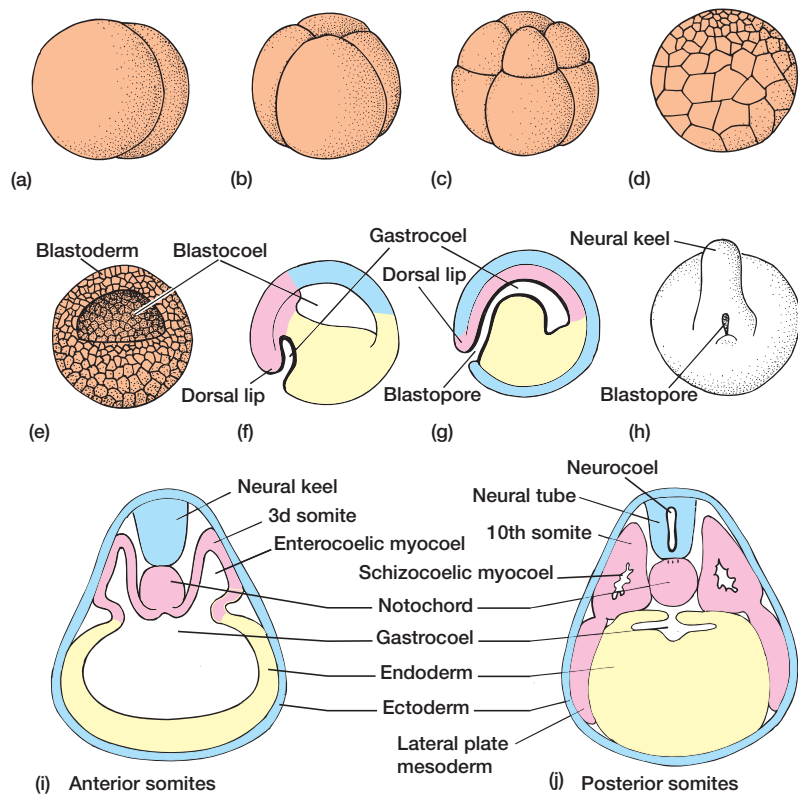 (a)
(b)
(c)
(d)
Blastoderm
Blastocoel
Gastrocoel
Dorsal lip
Neural keel
Dorsal lip
Blastopore
Blastopore
(e)
(f)
(g)
(h)
Neural keel
3d somite
Enterocoelic myocoel
Neurocoel
Neural tube
10th somite
Schizocoelic myocoel
Notochord
Gastrocoel
Endoderm
Ectoderm
Lateral plate
mesoderm
(i) Anterior somites
(j) Posterior somites